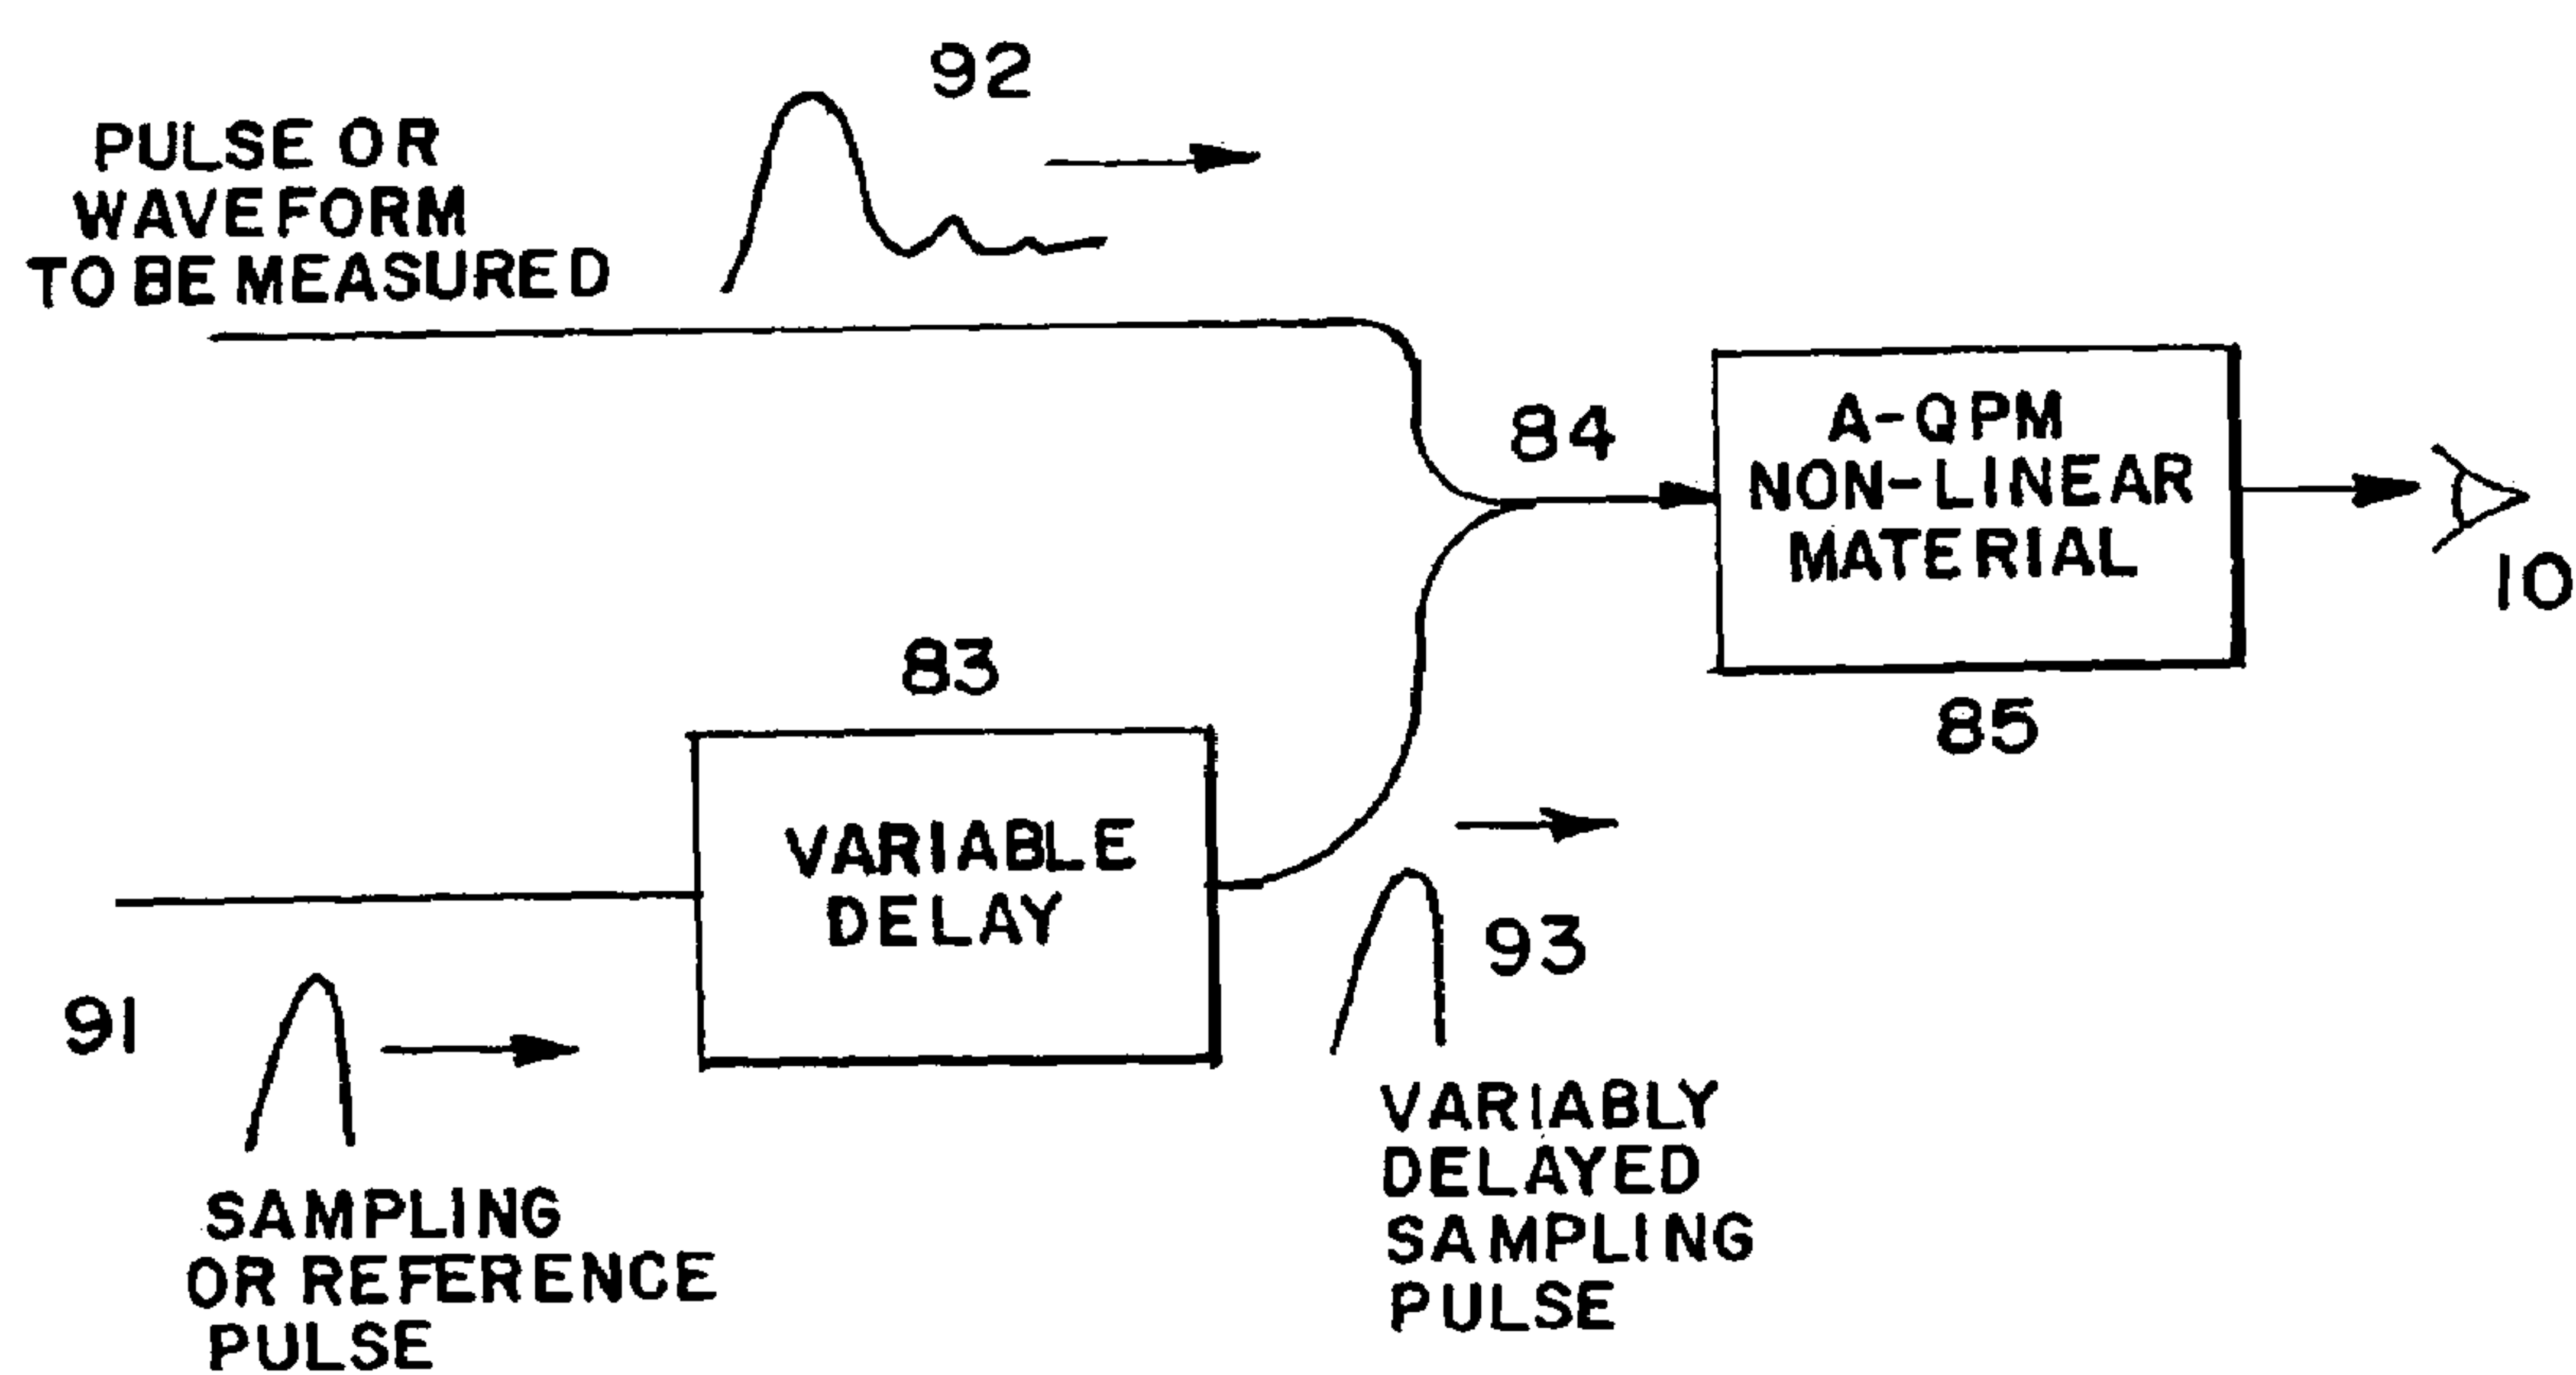 92
PULSE OR
WAVEFORM
TO BE MEASURED
84
A-QPM
NON-LINEAR
MATERIAL
10
85
83
VARIABLE
DELAY
91
SAMPLING
OR REFERENCE
PULSE
93
VARIABLY
DELAYED
SAMPLING
PULSE